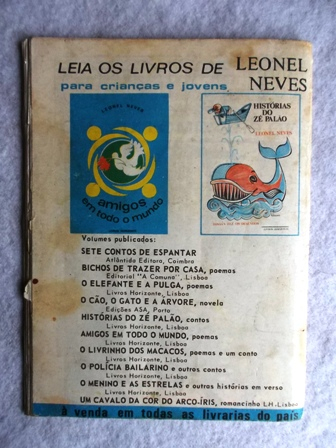 LEIA OS LIVROS DE LEONEL NEVES
para crianças e jovens
LEONEL NEVES
amigos
em todo o mundo
HISTÓRIAS
DO
ZÉ PALÃO
LEONEL NEVES
Volumes publicados:
SETE CONTOS DE ESPANTAR
Atlântida Editora, Coimbra
BICHOS DE TRAZER POR CASA, poemas
Editorial "A Comuna", Lisboa
O ELEFANTE E A PULGA, poemas
Livros Horizonte, Lisboa
O CÃO, O GATO E A ÁRVORE, novela
Edições ASA, Porto
HISTÓRIAS DO ZÉ PALÃO, contos
Livros Horizonte, Lisboa
AMIGOS EM TODO O MUNDO, poemas
Livros Horizonte, Lisboa
O LIVRINHO DOS MACACOS, poemas e um conto
Livros Horizonte, Lisboa
O POLÍCIA BAILARINO e outros contos
Livros Horizonte, Lisboa
O MENINO E AS ESTRELAS e outras histórias em verso
Livros Horizonte, Lisboa
UM CAVALO DA COR DO ARCO-ÍRIS, romancinho LH-Lisboa
À venda em todas as livrarias do país